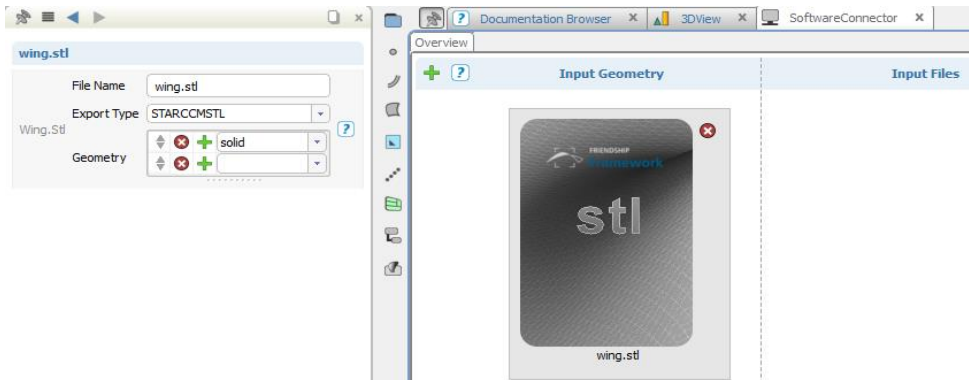 wing.stl
File Name wing.stl
Export Type STARCCMSTL
Wing.Stl
Geometry
solid
?
? Documentation Browser
3DView
SoftwareConnector
Overview
? Input Geometry
Input Files
FRIENDSHIP
Framework
stl
wing.stl